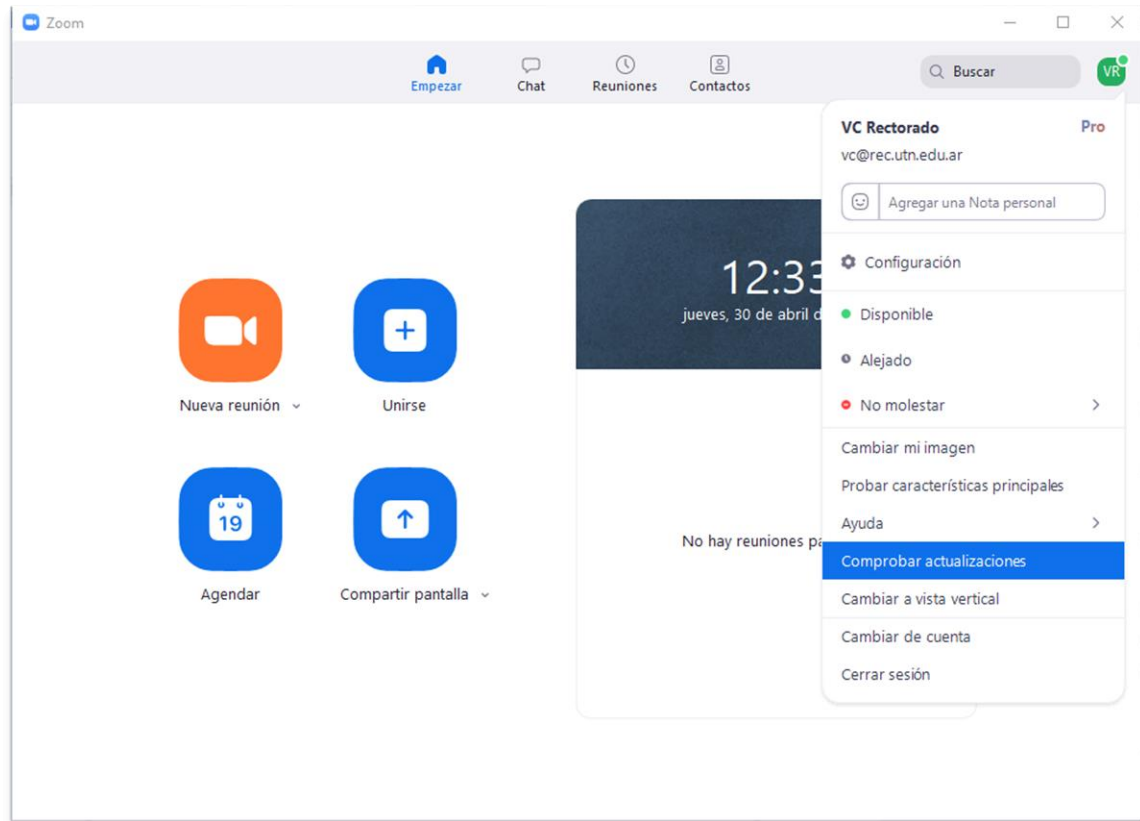 Zoom
Empezar
Chat
Reuniones
Contactos
Buscar
VR
VC Rectorado Pro
vc@rec.utn.edu.ar
Agregar una Nota personal
Configuración
Disponible
Alejado
No molestar
Cambiar mi imagen
Probar características principales
Ayuda
Comprobar actualizaciones
Cambiar a vista vertical
Cambiar de cuenta
Cerrar sesión
12:33
jueves, 30 de abril d
No hay reuniones pa
Nueva reunión
Unirse
19
Agendar
Compartir pantalla